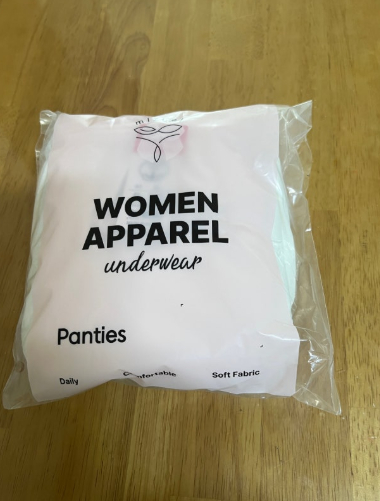 WOMEN
APPAREL
underwear
Panties
Daily Comfortable Soft Fabric